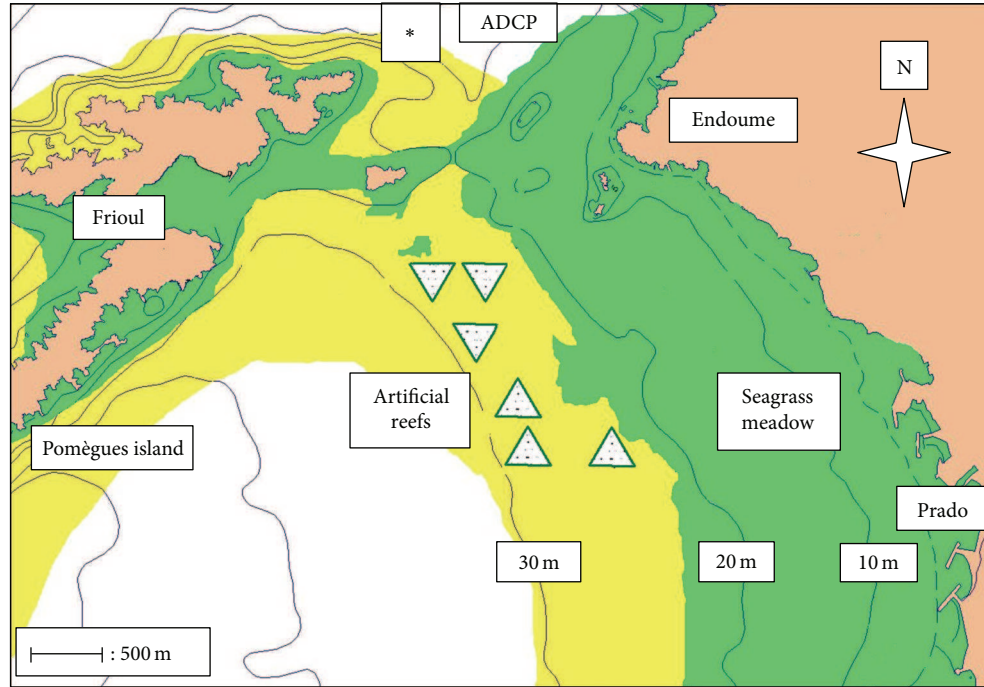 *
ADCP
N
Endoume
Frioul
Artificial
reefs
Seagrass
meadow
Pomègues island
Prado
30 m
20 m
10 m
: 500 m